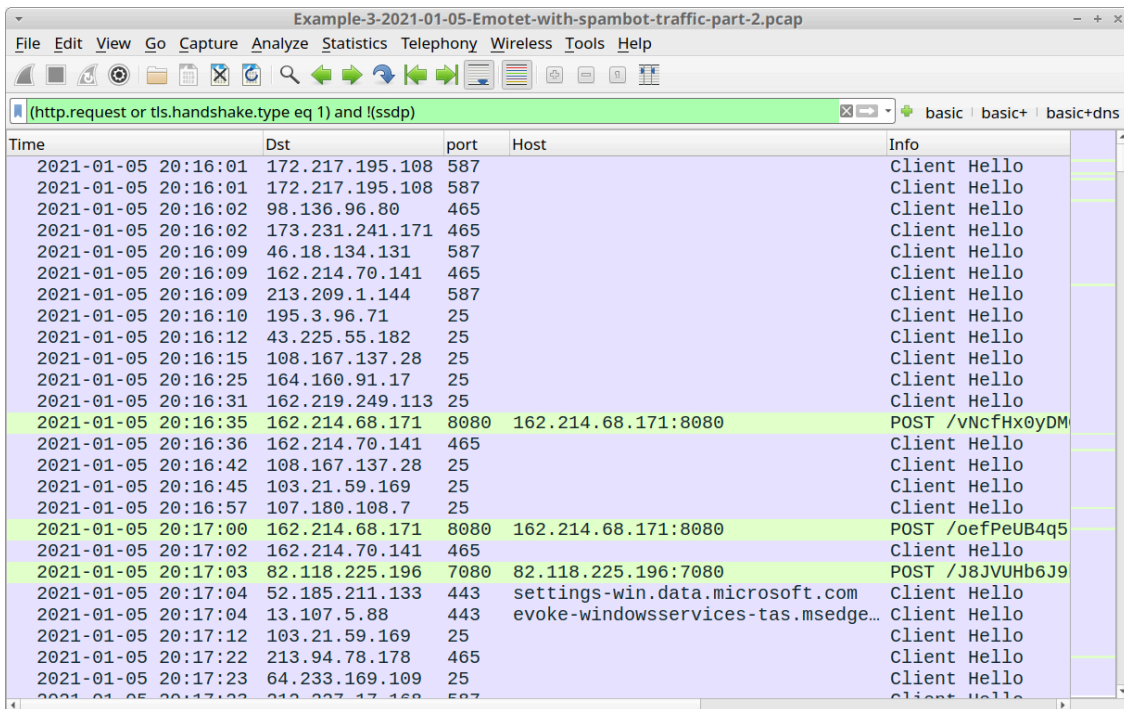 Example-3-2021-01-05-Emotet-with-spambot-traffic-part-2.pcap
File Edit View Go Capture Analyze Statistics Telephony Wireless Tools Help
(http.request or tls.handshake.type eq 1) and !(ssdp) basic basic+ basic+dns
Time Dst port Host Info
2021-01-05 20:16:01 172.217.195.108 587 Client Hello
2021-01-05 20:16:01 172.217.195.108 587 Client Hello
2021-01-05 20:16:02 98.136.96.80 465 Client Hello
2021-01-05 20:16:02 173.231.241.171 465 Client Hello
2021-01-05 20:16:09 46.18.134.131 587 Client Hello
2021-01-05 20:16:09 162.214.70.141 465 Client Hello
2021-01-05 20:16:09 213.209.1.144 587 Client Hello
2021-01-05 20:16:10 195.3.96.71 25 Client Hello
2021-01-05 20:16:12 43.225.55.182 25 Client Hello
2021-01-05 20:16:15 108.167.137.28 25 Client Hello
2021-01-05 20:16:25 164.160.91.17 25 Client Hello
2021-01-05 20:16:31 162.219.249.113 25 Client Hello
2021-01-05 20:16:35 162.214.68.171 8080 162.214.68.171:8080 POST /vNcfHx0yDM
2021-01-05 20:16:36 162.214.70.141 465 Client Hello
2021-01-05 20:16:42 108.167.137.28 25 Client Hello
2021-01-05 20:16:45 103.21.59.169 25 Client Hello
2021-01-05 20:16:57 107.180.108.7 25 Client Hello
2021-01-05 20:17:00 162.214.68.171 8080 162.214.68.171:8080 POST /oefPeUB4q5
2021-01-05 20:17:02 162.214.70.141 465 Client Hello
2021-01-05 20:17:03 82.118.225.196 7080 82.118.225.196:7080 POST /J8JVUHb6J9
2021-01-05 20:17:04 52.185.211.133 443 settings-win.data.microsoft.com Client Hello
2021-01-05 20:17:04 13.107.5.88 443 evoke-windowsservices-tas.msedge… Client Hello
2021-01-05 20:17:12 103.21.59.169 25 Client Hello
2021-01-05 20:17:22 213.94.78.178 465 Client Hello
2021-01-05 20:17:23 64.233.169.109 25 Client Hello